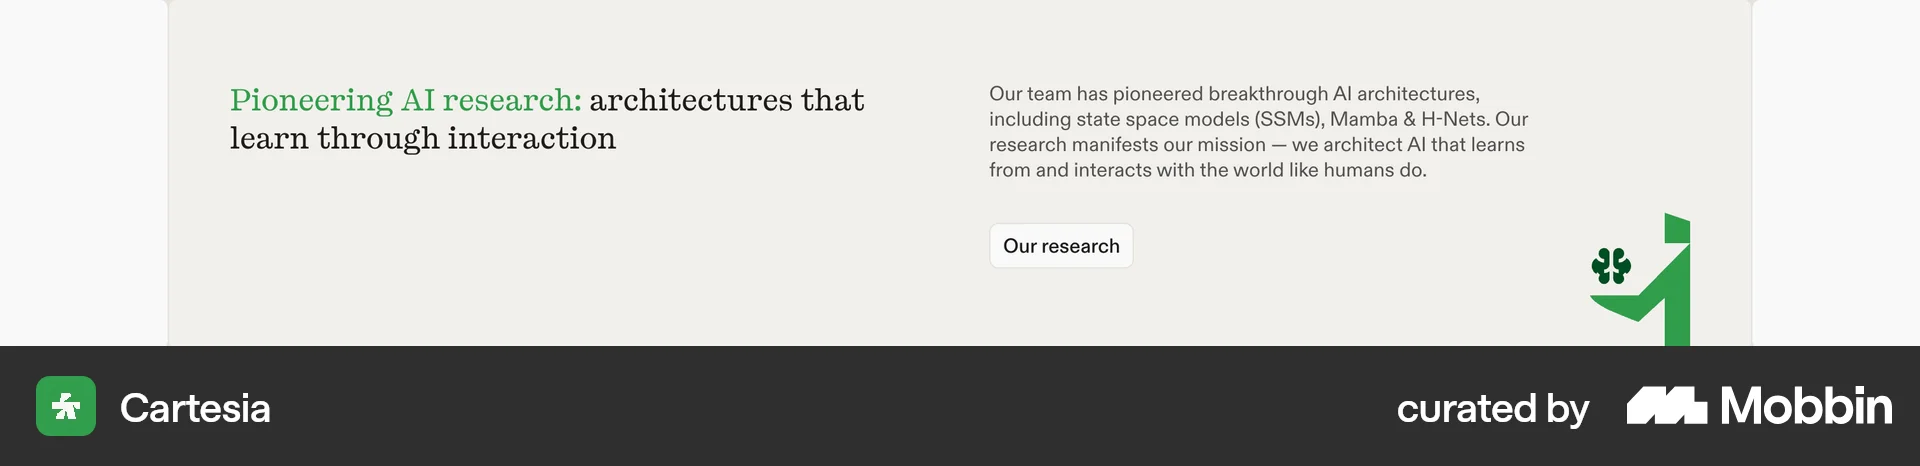 Pioneering AI research: architectures that
learn through interaction
Our team has pioneered breakthrough AI architectures,
including state space models (SSMs), Mamba & H-Nets. Our
research manifests our mission — we architect AI that learns
from and interacts with the world like humans do.
Our research
Cartesia
curated by Mobbin